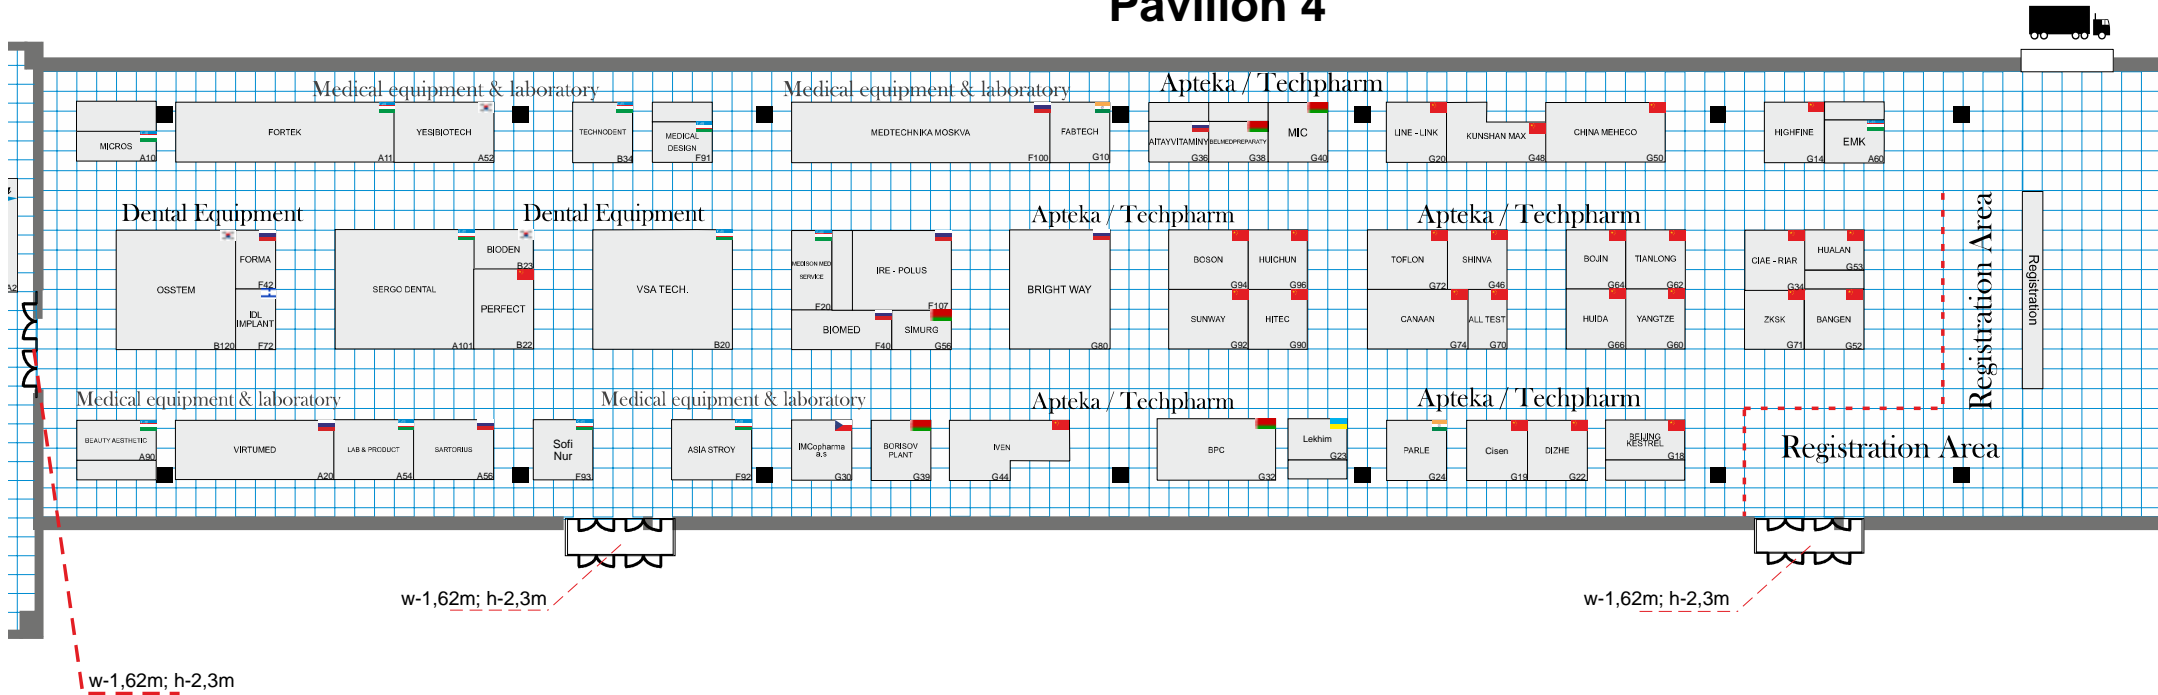 Pavilion 4
Medical equipment & laboratory
Medical equipment & laboratory
Apteka / Techpharm
MICROS
A10
FORTEK
A11
YESIBIOTECH
A52
TECHNODENT
B34
MEDICAL
DESIGN
F91
MEDTECHNIKA MOSKVA
F100
FABTECH
G10
AITAYVITAMINY
G36
BELMEDPREPARATY
G38
MIC
G40
LINE - LINK
G20
KUNSHAN MAX
G48
CHINA MEHECO
G50
HIGHFINE
G14
EMK
A60
Dental Equipment
Dental Equipment
Apteka / Techpharm
Apteka / Techpharm
OSSTEM
B120
FORMA
F42
IDL
IMPLANT
F72
SERGO DENTAL
A101
BIODEN
B23
PERFECT
B22
VSA TECH.
B20
MEDISON MED
SERVICE
F20
IRE - POLUS
F107
BIOMED
F40
SIMURG
G56
BRIGHT WAY
G80
BOSON
G94
HUICHUN
G96
SUNWAY
G92
HJTEC
G90
TOFLON
G72
SHINVA
G46
CANAAN
G74
ALL TEST
G70
BOJIN
G64
TIANLONG
G62
HUIDA
G66
YANGTZE
G60
CIAE - RIAR
G34
HUALAN
G53
ZKSK
G71
BANGEN
G52
Registration Area
Registration
A2
Medical equipment & laboratory
Medical equipment & laboratory
Apteka / Techpharm
Apteka / Techpharm
BEAUTY AESTHETIC
A90
VIRTUMED
A20
LAB & PRODUCT
A54
SARTORIUS
A56
Sofi
Nur
F93
ASIA STROY
F92
IMCopharma
a,s
G30
BORISOV
PLANT
G39
IVEN
G44
BPC
G32
Lekhim
G23
PARLE
G24
Cisen
G19
DIZHE
G22
BEIJING
KESTREL
G18
Registration Area
w-1,62m; h-2,3m
w-1,62m; h-2,3m
w-1,62m; h-2,3m